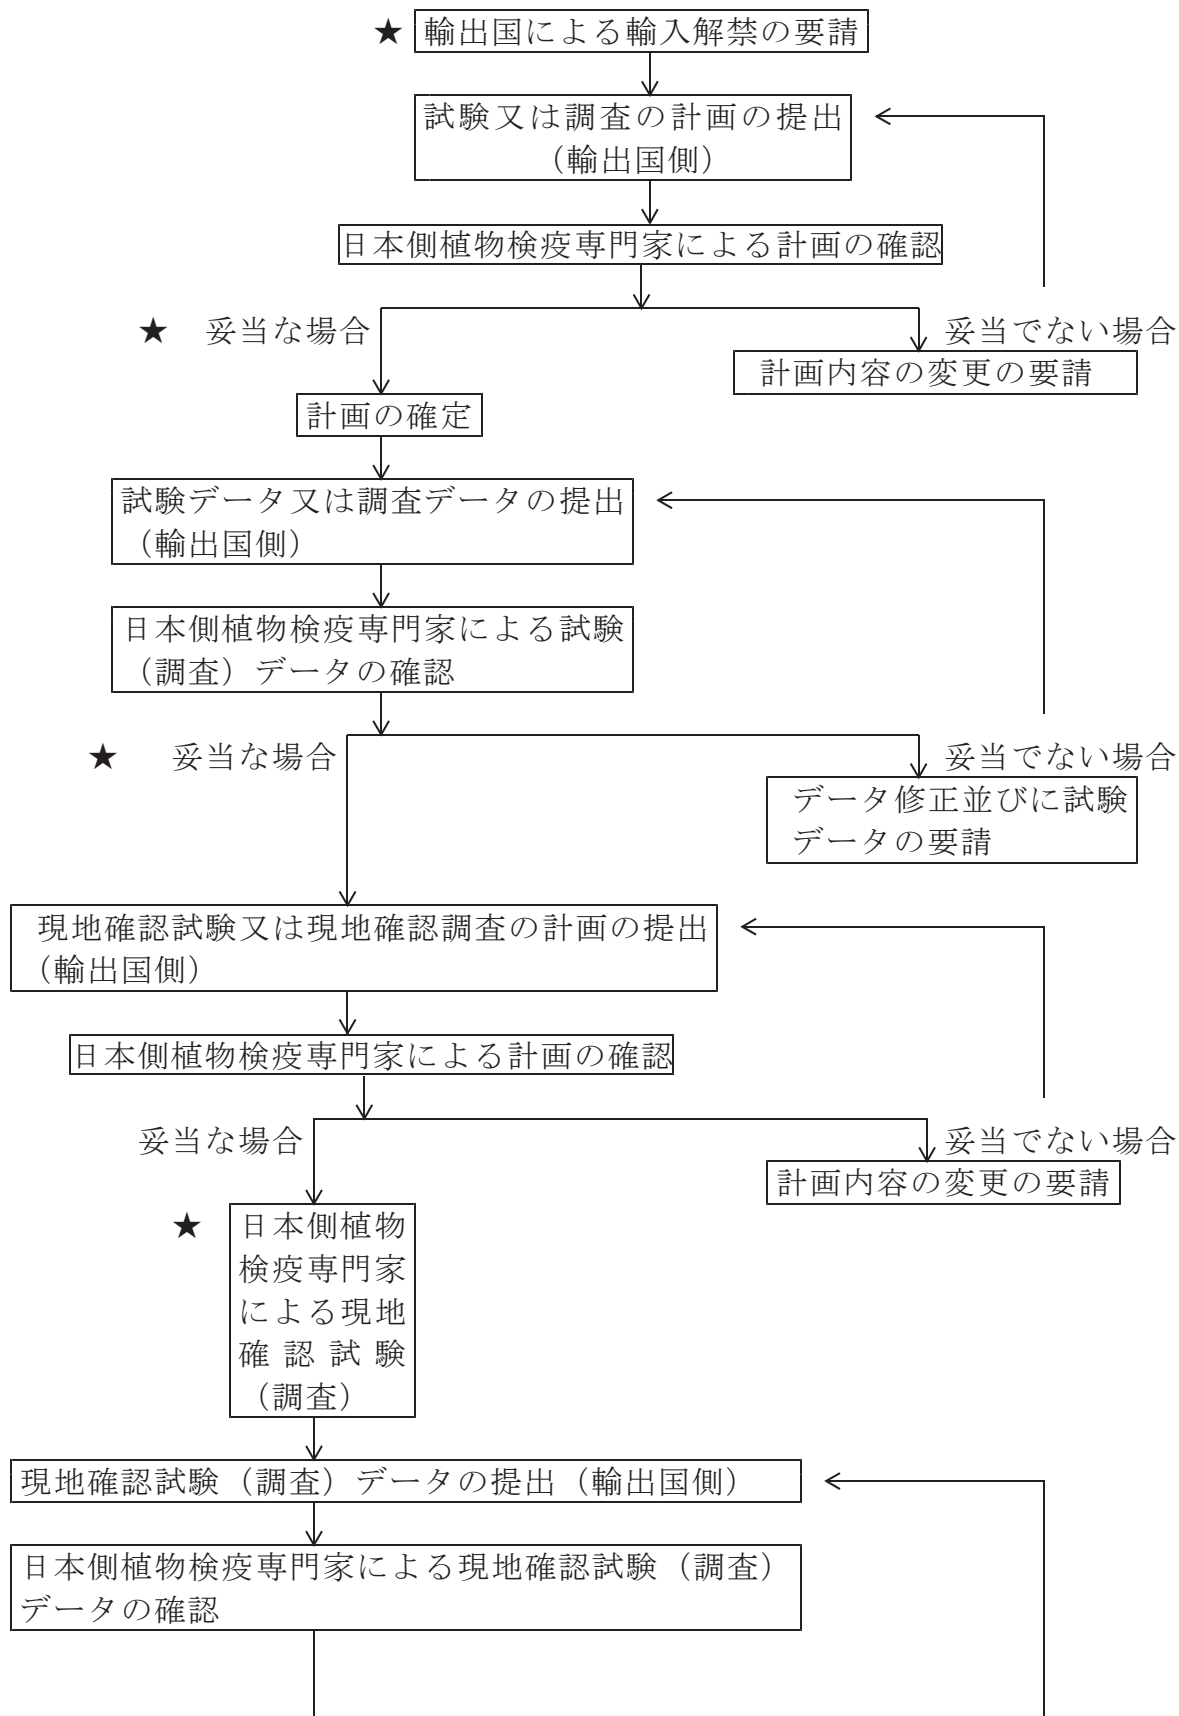 ★ 輸出国による輸入解禁の要請
試験又は調査の計画の提出
（輸出国側）
日本側植物検疫専門家による計画の確認
★ 妥当な場合
妥当でない場合
計画内容の変更の要請
計画の確定
試験データ又は調査データの提出
（輸出国側）
日本側植物検疫専門家による試験
（調査）データの確認
★ 妥当な場合
妥当でない場合
データ修正並びに試験
データの要請
現地確認試験又は現地確認調査の計画の提出
（輸出国側）
日本側植物検疫専門家による計画の確認
妥当な場合
妥当でない場合
計画内容の変更の要請
★ 日本側植物
検疫専門家
による現地
確認試験
（調査）
現地確認試験（調査）データの提出（輸出国側）
日本側植物検疫専門家による現地確認試験（調査）
データの確認